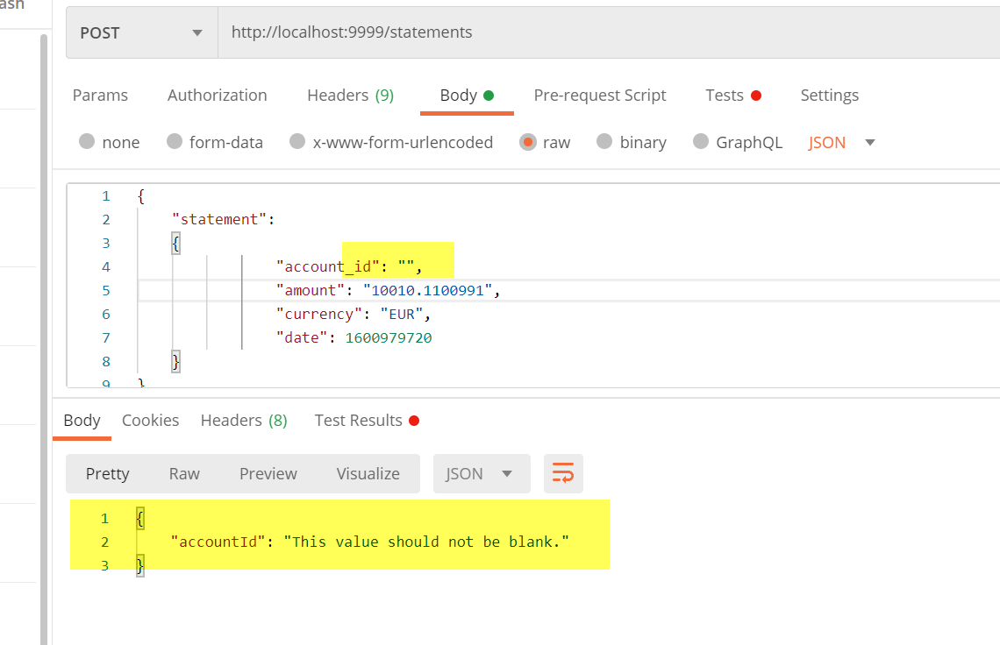 ash
POST http://localhost:9999/statements
Params Authorization Headers (9) Body Pre-request Script Tests Settings
none form-data x-www-form-urlencoded raw binary GraphQL JSON
1 {
2 "statement":
3 {
4 "account_id": "",
5 "amount": "10010.1100991",
6 "currency": "EUR",
7 "date": 1600979720
8 }
9 }
Body Cookies Headers (8) Test Results
Pretty Raw Preview Visualize JSON
1 {
2 "accountId": "This value should not be blank."
3 }